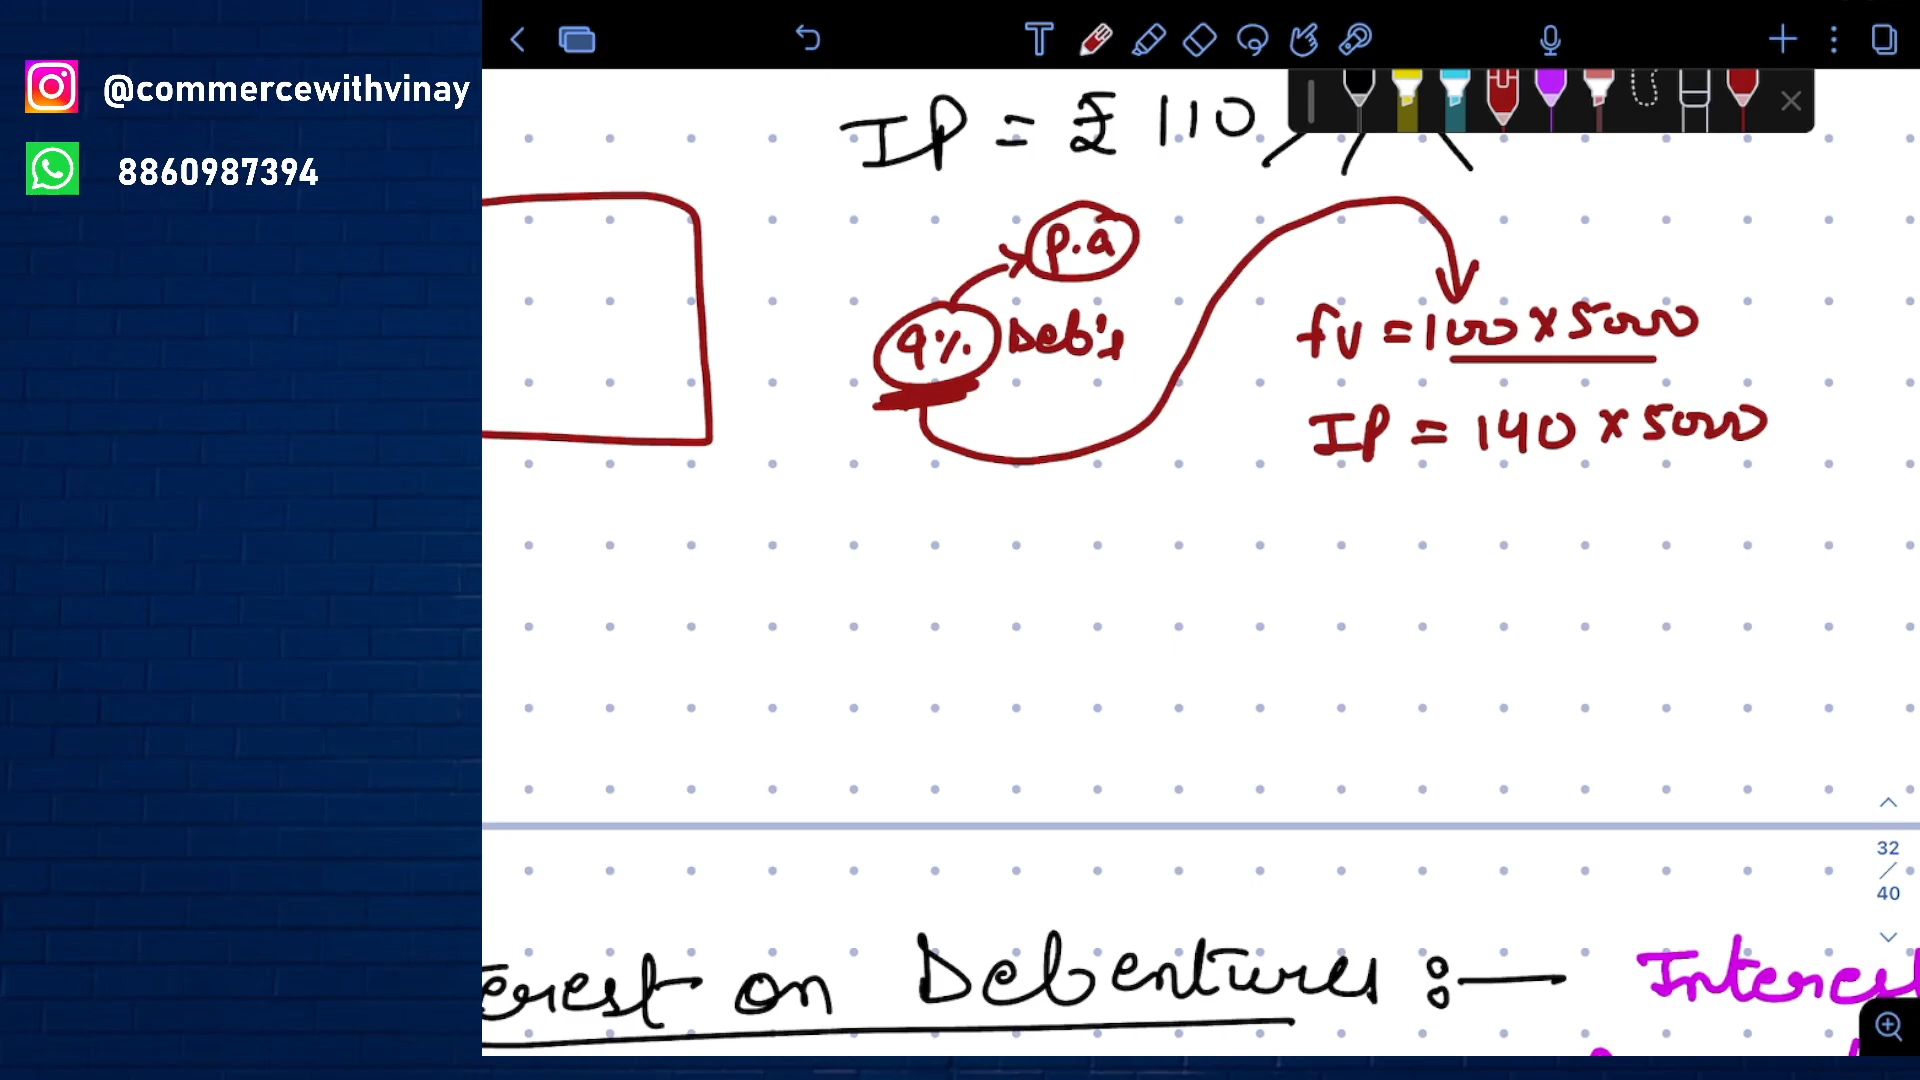 @commercewithvinay
8860987394
IP = ₹ 110
p.a
9% Deb's
fv = 100 x 5000
IP = 140 x 5000
32
/
40
erest on Debentures :— Interest